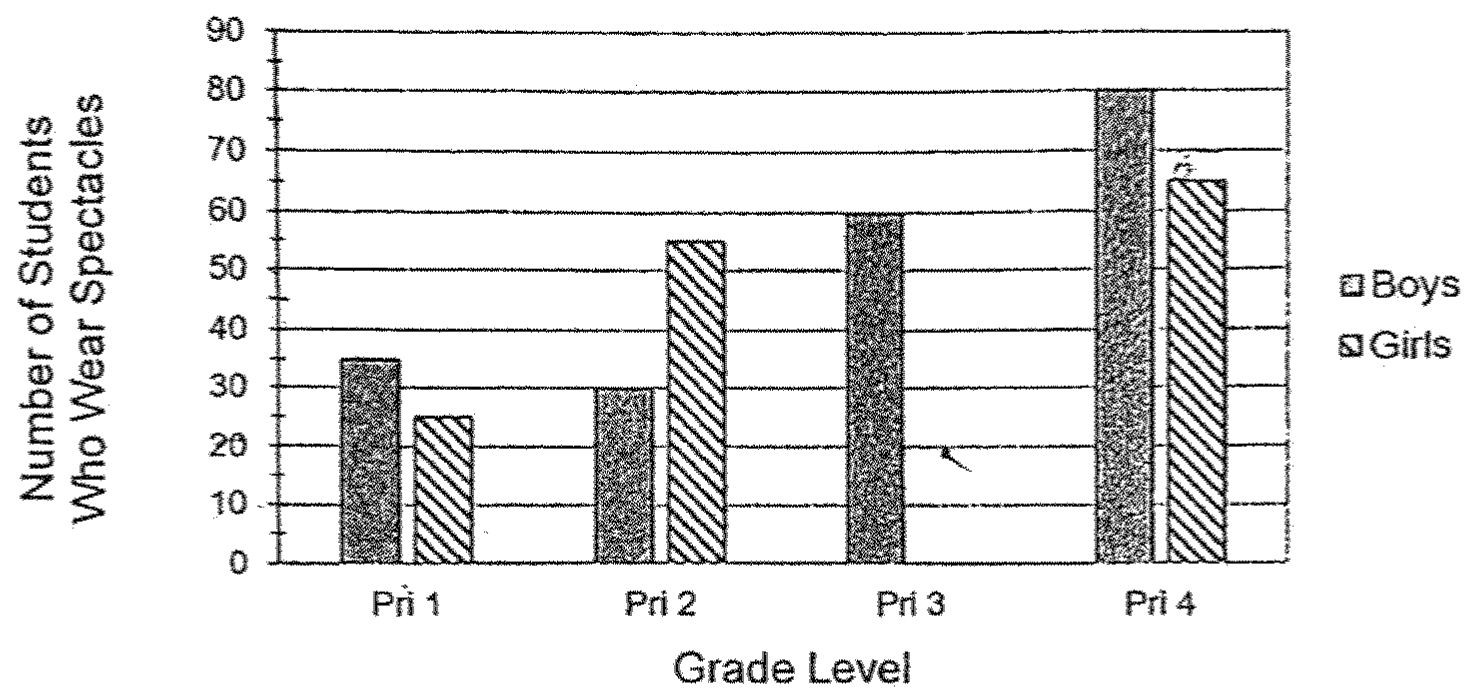 90
80
70
60
50
40
30
20
10
0
Number of Students
Who Wear Spectacles
Pri 1
Pri 2
Pri 3
Pri 4
Grade Level
Boys
Girls